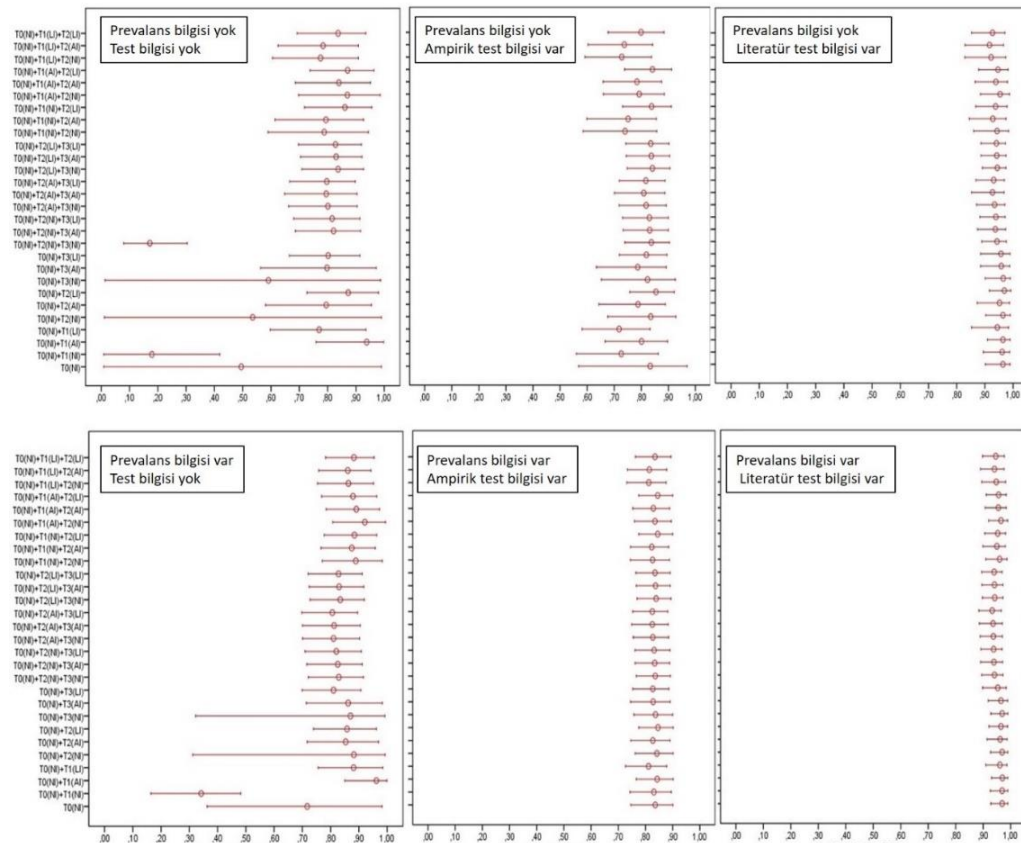 Prevalans bilgisi yok
Test bilgisi yok
Prevalans bilgisi yok
Ampirik test bilgisi var
Prevalans bilgisi yok
Literatür test bilgisi var
T0(NI)+T1(LI)+T2(LI)
T0(NI)+T1(LI)+T2(AI)
T0(NI)+T1(LI)+T2(NI)
T0(NI)+T1(AI)+T2(LI)
T0(NI)+T1(AI)+T2(AI)
T0(NI)+T1(AI)+T2(NI)
T0(NI)+T1(NI)+T2(LI)
T0(NI)+T1(NI)+T2(AI)
T0(NI)+T1(NI)+T2(NI)
T0(NI)+T2(LI)+T3(LI)
T0(NI)+T2(LI)+T3(AI)
T0(NI)+T2(LI)+T3(NI)
T0(NI)+T2(AI)+T3(LI)
T0(NI)+T2(AI)+T3(AI)
T0(NI)+T2(AI)+T3(NI)
T0(NI)+T2(NI)+T3(LI)
T0(NI)+T2(NI)+T3(AI)
T0(NI)+T2(NI)+T3(NI)
T0(NI)+T3(LI)
T0(NI)+T3(AI)
T0(NI)+T3(NI)
T0(NI)+T2(LI)
T0(NI)+T2(AI)
T0(NI)+T2(NI)
T0(NI)+T1(LI)
T0(NI)+T1(AI)
T0(NI)+T1(NI)
T0(NI)
,00 ,10 ,20 ,30 ,40 ,50 ,60 ,70 ,80 ,90 1,00
,00 ,10 ,20 ,30 ,40 ,50 ,60 ,70 ,80 ,90 1,00
,00 ,10 ,20 ,30 ,40 ,50 ,60 ,70 ,80 ,90 1,00
Prevalans bilgisi var
Test bilgisi yok
Prevalans bilgisi var
Ampirik test bilgisi var
Prevalans bilgisi var
Literatür test bilgisi var
T0(NI)+T1(LI)+T2(LI)
T0(NI)+T1(LI)+T2(AI)
T0(NI)+T1(LI)+T2(NI)
T0(NI)+T1(AI)+T2(LI)
T0(NI)+T1(AI)+T2(AI)
T0(NI)+T1(AI)+T2(NI)
T0(NI)+T1(NI)+T2(LI)
T0(NI)+T1(NI)+T2(AI)
T0(NI)+T1(NI)+T2(NI)
T0(NI)+T2(LI)+T3(LI)
T0(NI)+T2(LI)+T3(AI)
T0(NI)+T2(LI)+T3(NI)
T0(NI)+T2(AI)+T3(LI)
T0(NI)+T2(AI)+T3(AI)
T0(NI)+T2(AI)+T3(NI)
T0(NI)+T2(NI)+T3(LI)
T0(NI)+T2(NI)+T3(AI)
T0(NI)+T2(NI)+T3(NI)
T0(NI)+T3(LI)
T0(NI)+T3(AI)
T0(NI)+T3(NI)
T0(NI)+T2(LI)
T0(NI)+T2(AI)
T0(NI)+T2(NI)
T0(NI)+T1(LI)
T0(NI)+T1(AI)
T0(NI)+T1(NI)
T0(NI)
,00 ,10 ,20 ,30 ,40 ,50 ,60 ,70 ,80 ,90 1,00
,00 ,10 ,20 ,30 ,40 ,50 ,60 ,70 ,80 ,90 1,00
,00 ,10 ,20 ,30 ,40 ,50 ,60 ,70 ,80 ,90 1,00